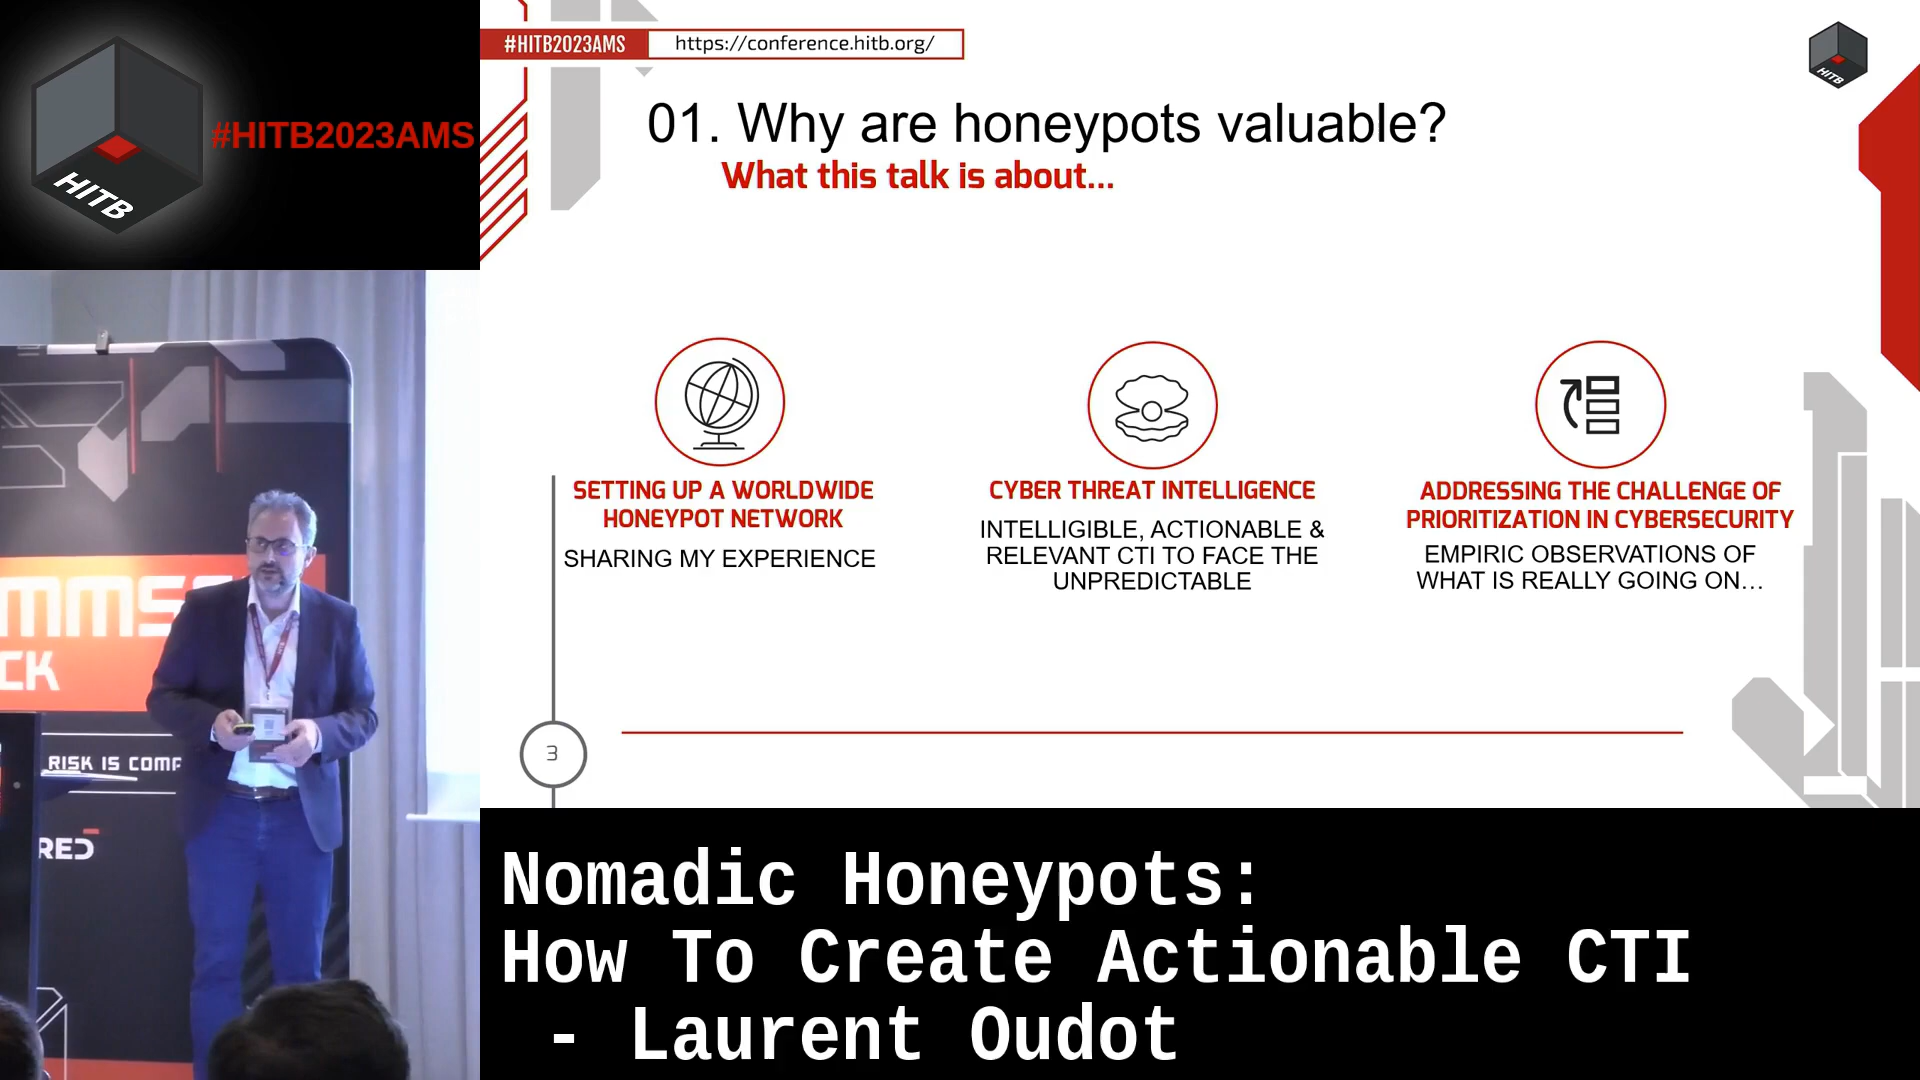 HITB
#HITB2023AMS
#HITB2023AMS
https://conference.hitb.org/
HITB
01. Why are honeypots valuable?
What this talk is about...
SETTING UP A WORLDWIDE
HONEYPOT NETWORK
SHARING MY EXPERIENCE
CYBER THREAT INTELLIGENCE
INTELLIGIBLE, ACTIONABLE &
RELEVANT CTI TO FACE THE
UNPREDICTABLE
ADDRESSING THE CHALLENGE OF
PRIORITIZATION IN CYBERSECURITY
EMPIRIC OBSERVATIONS OF
WHAT IS REALLY GOING ON...
3
MMS
CK
RISK IS COMP
RED
Nomadic Honeypots:
How To Create Actionable CTI
- Laurent Oudot